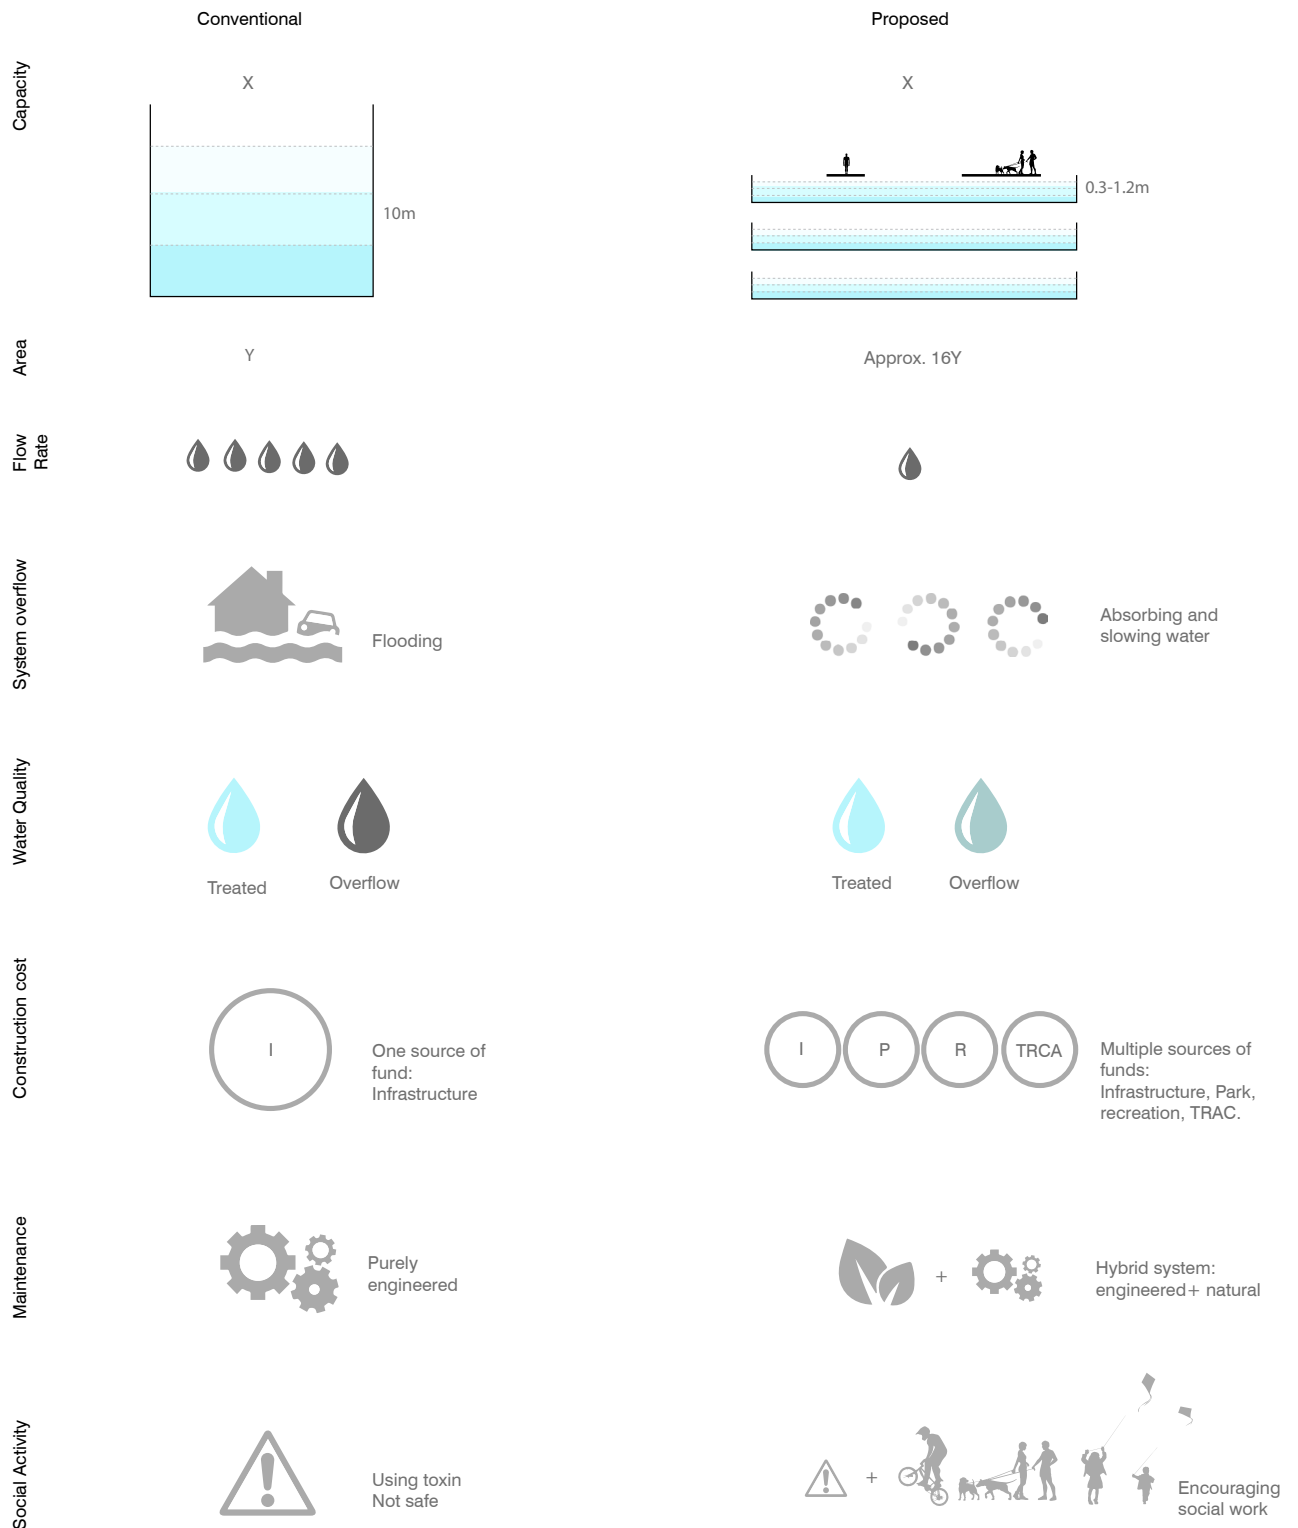 Conventional
Proposed
Capacity
X
X
10m
0.3-1.2m
Area
Y
Approx. 16Y
Flow
Rate
System overflow
Flooding
Absorbing and
slowing water
Water Quality
Treated
Overflow
Treated
Overflow
Construction cost
I
One source of
fund:
Infrastructure
I
P
R
TRCA
Multiple sources of
funds:
Infrastructure, Park,
recreation, TRAC.
Maintenance
Purely
engineered
+
Hybrid system:
engineered+ natural
Social Activity
Using toxin
Not safe
+
Encouraging
social work